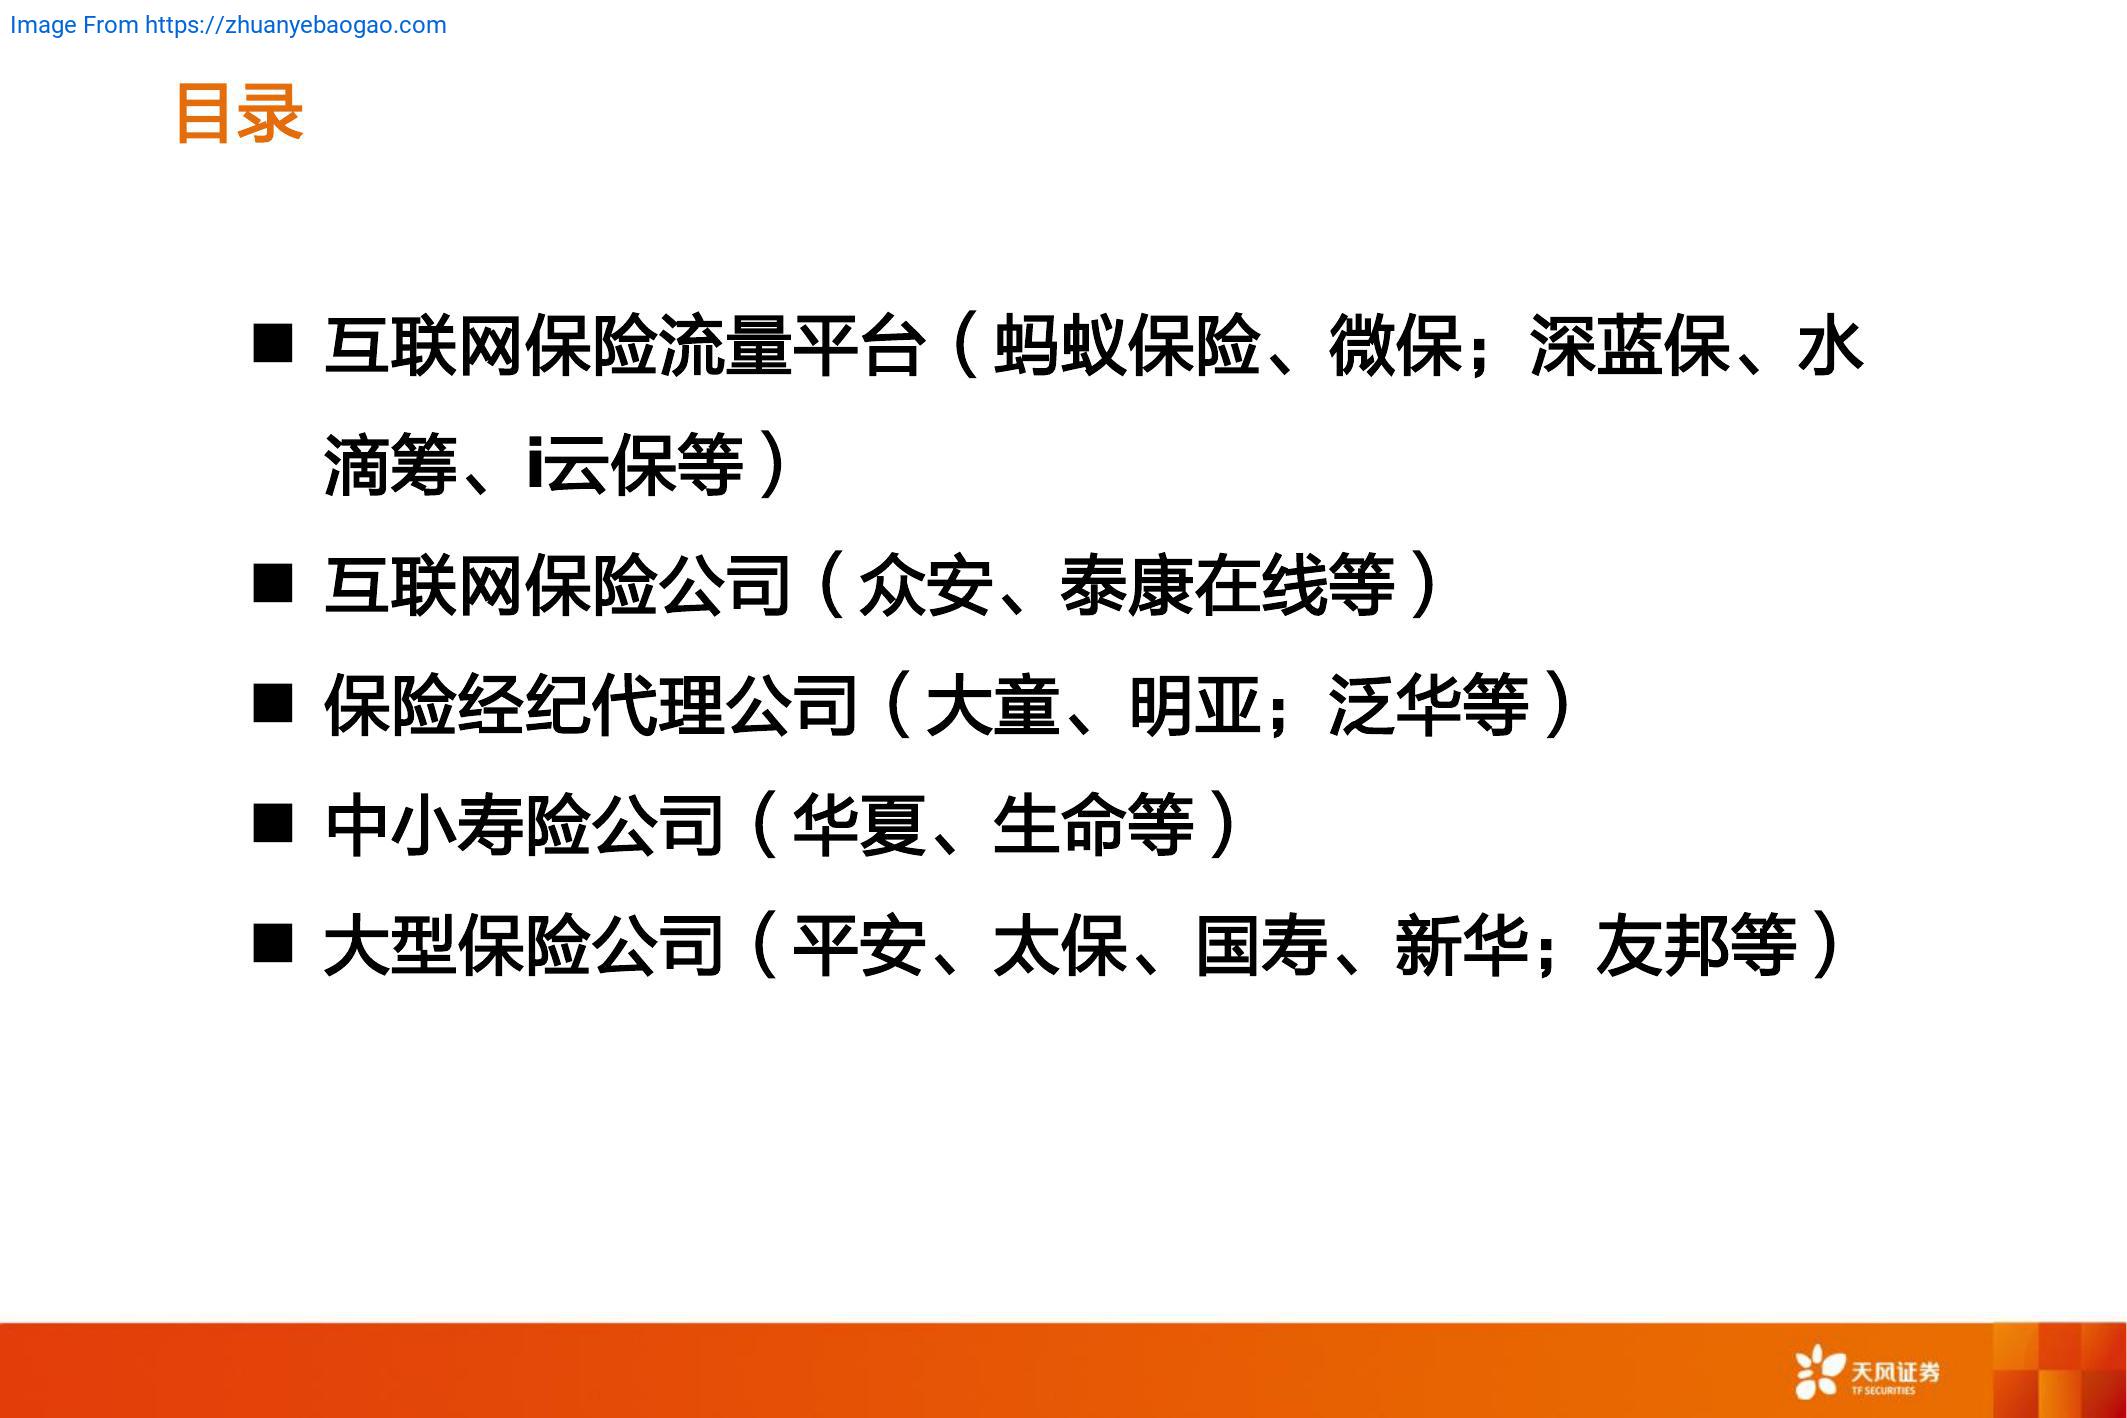 Image From https://zhuanyebaogao.com
目录
■ 互联网保险流量平台（蚂蚁保险、微保；深蓝保、水
滴筹、i云保等）
■ 互联网保险公司（众安、泰康在线等）
■ 保险经纪代理公司（大童、明亚；泛华等）
■ 中小寿险公司（华夏、生命等）
■ 大型保险公司（平安、太保、国寿、新华；友邦等）
天风证券
TF SECURITIES